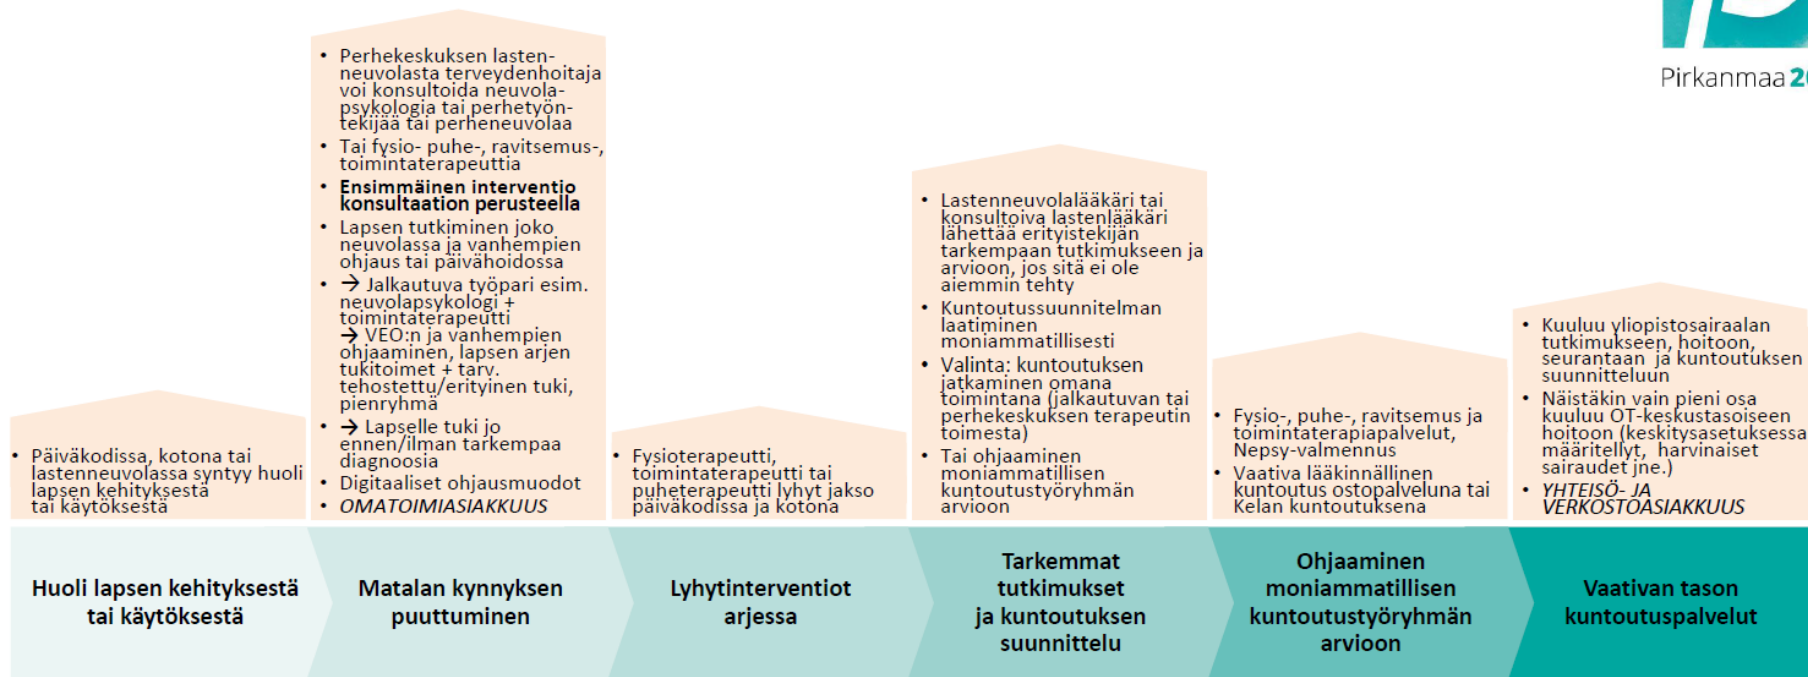 Pirkanmaa 20
• Päiväkodissa, kotona tai
lastenneuvolassa syntyy huoli
lapsen kehityksestä
tai käytöksestä
• Perhekeskuksen lasten-
neuvolasta terveydenhoitaja
voi konsultoida neuvola-
psykologia tai perhetyön-
tekijää tai perheneuvolaa
• Tai fysio- puhe-, ravitsemus-,
toimintaterapeuttia
• Ensimmäinen interventio
konsultaation perusteella
• Lapsen tutkiminen joko
neuvolassa ja vanhempien
ohjaus tai päivähoidossa
• → Jalkautuva työpari esim.
neuvolapsykologi +
toimintaterapeutti
→ VEO:n ja vanhempien
ohjaaminen, lapsen arjen
tukitoimet + tarv.
tehostettu/erityinen tuki,
pienryhmä
• → Lapselle tuki jo
ennen/ilman tarkempaa
diagnoosia
• Digitaaliset ohjausmuodot
• OMATOIMIASIAKKUUS
• Fysioterapeutti,
toimintaterapeutti tai
puheterapeutti lyhyt jakso
päiväkodissa ja kotona
• Lastenneuvolalääkäri tai
konsultoiva lastenlääkäri
lähettää erityistekijän
tarkempaan tutkimukseen ja
arvioon, jos sitä ei ole
aiemmin tehty
• Kuntoutussuunnitelman
laatiminen
moniammatillisesti
• Valinta: kuntoutuksen
jatkaminen omana
toimintana (jalkautuvan tai
perhekeskuksen terapeutin
toimesta)
• Tai ohjaaminen
moniammatillisen
kuntoutustyöryhmän
arvioon
• Fysio-, puhe-, ravitsemus ja
toimintaterapiapalvelut,
Nepsy-valmennus
• Vaativa lääkinnällinen
kuntoutus ostopalveluna tai
Kelan kuntoutuksena
• Kuuluu yliopistosairaalan
tutkimukseen, hoitoon,
seurantaan ja kuntoutuksen
suunnitteluun
• Näistäkin vain pieni osa
kuuluu OT-keskustasoiseen
hoitoon (keskitysasetuksessa
määritellyt, harvinaiset
sairaudet jne.)
• YHTEISÖ- JA
VERKOSTOASIAKKUUS
Huoli lapsen kehityksestä
tai käytöksestä
Matalan kynnyksen
puuttuminen
Lyhytinterventiot
arjessa
Tarkemmat
tutkimukset
ja kuntoutuksen
suunnittelu
Ohjaaminen
moniammatillisen
kuntoutustyöryhmän
arvioon
Vaativan tason
kuntoutuspalvelut